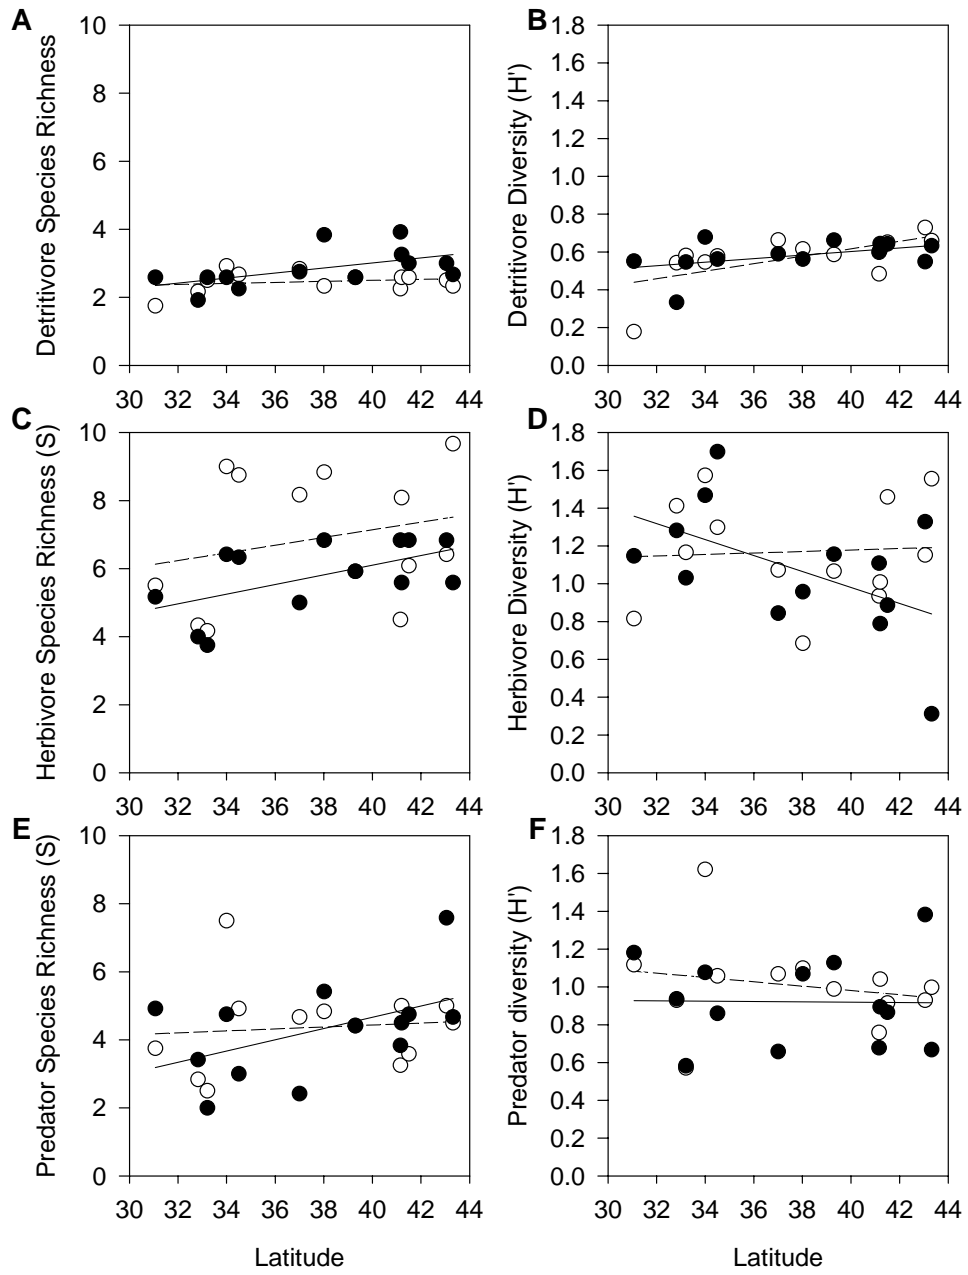 A
Detritivore Species Richness
10
8
6
4
2
0
30 32 34 36 38 40 42 44
B
Detritivore Diversity (H')
1.8
1.6
1.4
1.2
1.0
0.8
0.6
0.4
0.2
0.0
30 32 34 36 38 40 42 44
C
Herbivore Species Richness (S)
10
8
6
4
2
0
30 32 34 36 38 40 42 44
D
Herbivore Diversity (H')
1.8
1.6
1.4
1.2
1.0
0.8
0.6
0.4
0.2
0.0
30 32 34 36 38 40 42 44
E
Predator Species Richness (S)
10
8
6
4
2
0
30 32 34 36 38 40 42 44
Latitude
F
Predator diversity (H')
1.8
1.6
1.4
1.2
1.0
0.8
0.6
0.4
0.2
0.0
30 32 34 36 38 40 42 44
Latitude